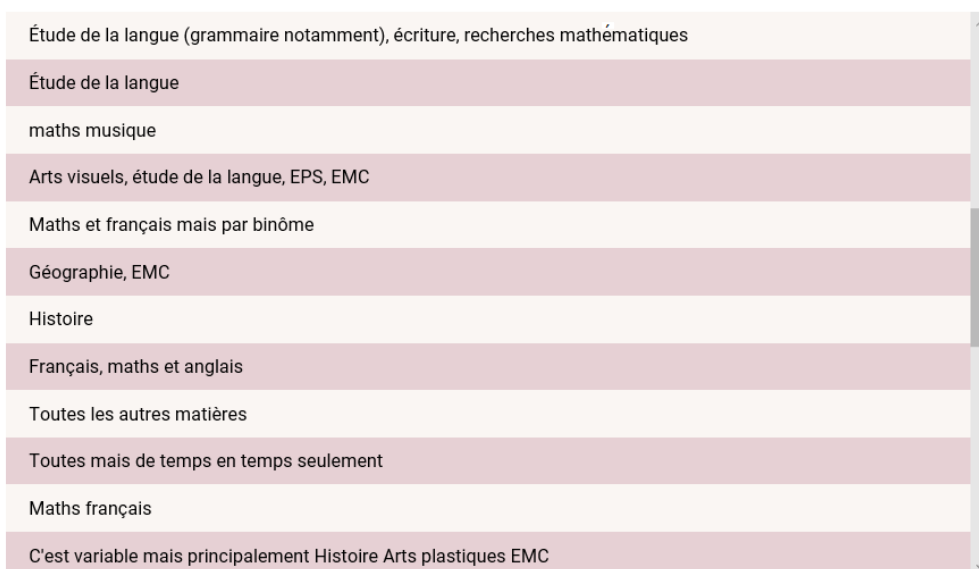 Étude de la langue (grammaire notamment), écriture, recherches mathématiques
Étude de la langue
maths musique
Arts visuels, étude de la langue, EPS, EMC
Maths et français mais par binôme
Géographie, EMC
Histoire
Français, maths et anglais
Toutes les autres matières
Toutes mais de temps en temps seulement
Maths français
C'est variable mais principalement Histoire Arts plastiques EMC